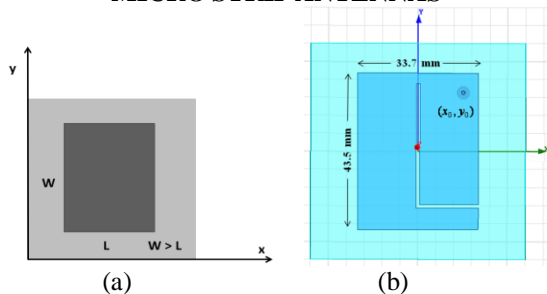 MICRO STRIP ANTENNAS
y
W
L
W > L
x
(a)
Y
33.7 mm
(x₀, y₀)
43.5 mm
X
(b)